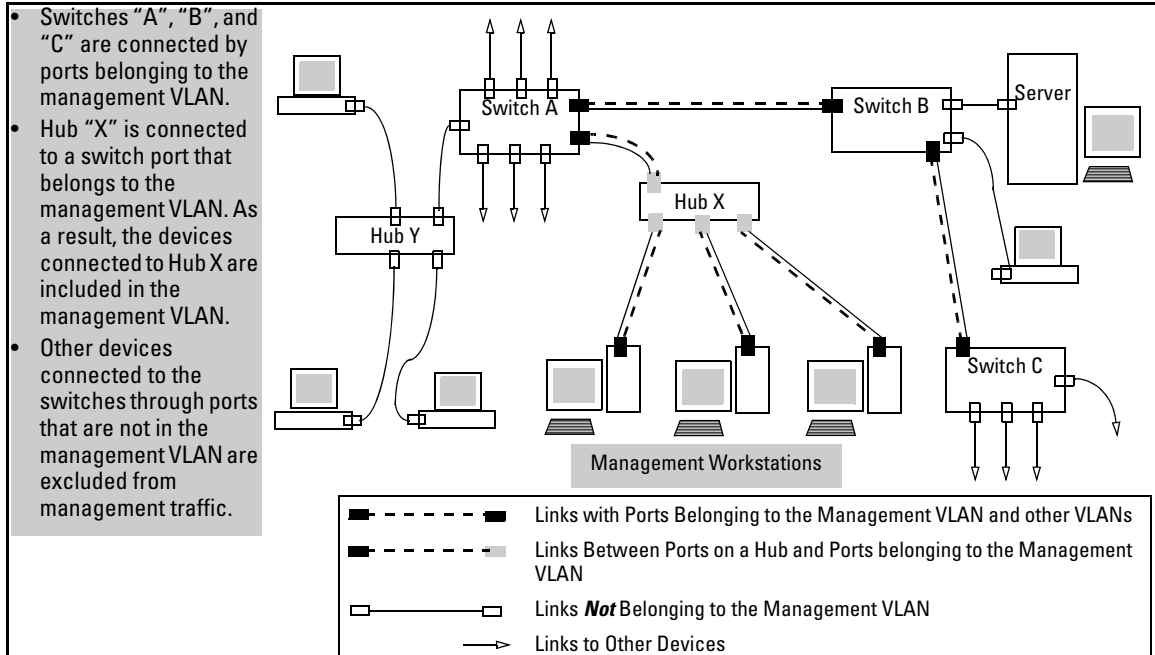 • Switches “A”, “B”, and
“C” are connected by
ports belonging to the
management VLAN.
• Hub “X” is connected
to a switch port that
belongs to the
management VLAN. As
a result, the devices
connected to Hub X are
included in the
management VLAN.
• Other devices
connected to the
switches through ports
that are not in the
management VLAN are
excluded from
management traffic.
Switch A
Switch B
Server
Hub X
Hub Y
Switch C
Management Workstations
Links with Ports Belonging to the Management VLAN and other VLANs
Links Between Ports on a Hub and Ports belonging to the Management
VLAN
Links Not Belonging to the Management VLAN
Links to Other Devices